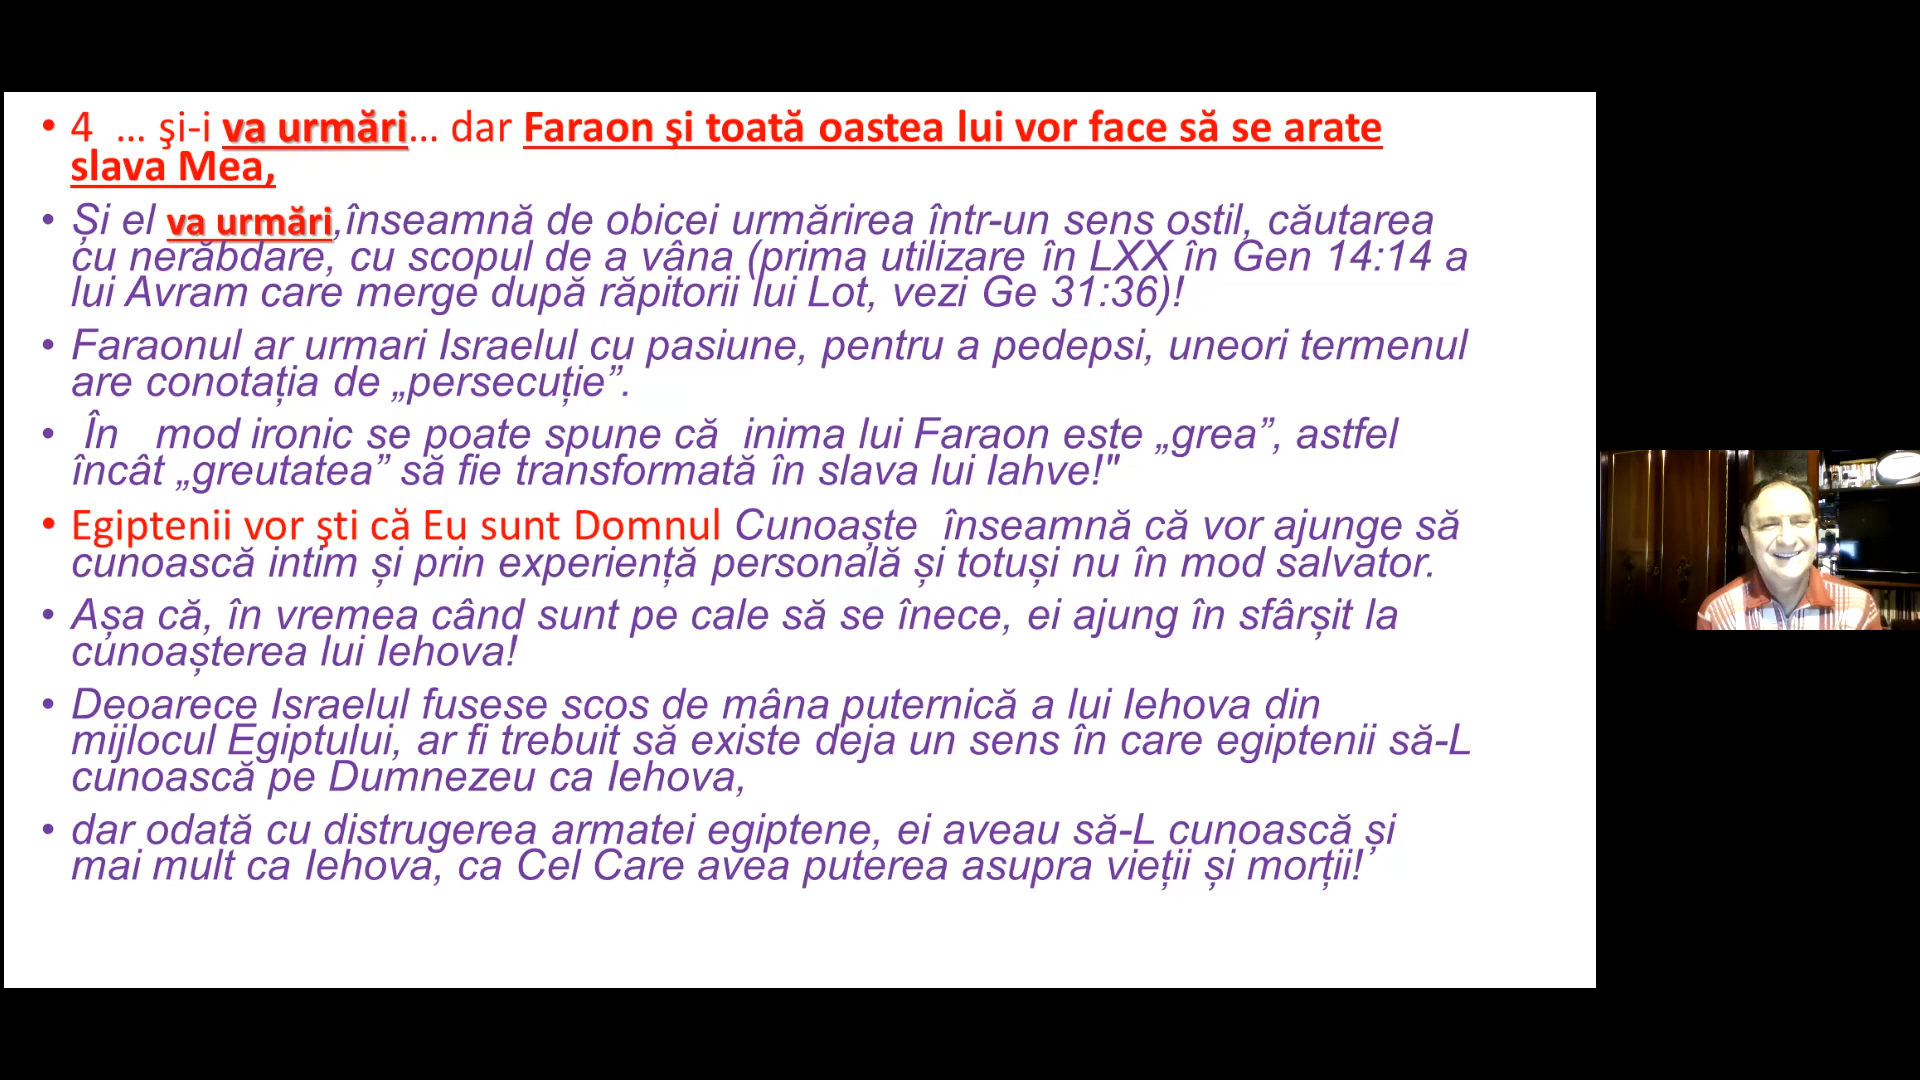 • 4 ... şi-i va urmări... dar Faraon şi toată oastea lui vor face să se arate
slava Mea,
• Și el va urmări,înseamnă de obicei urmărirea într-un sens ostil, căutarea
cu nerăbdare, cu scopul de a vâna (prima utilizare în LXX în Gen 14:14 a
lui Avram care merge după răpitorii lui Lot, vezi Ge 31:36)!
• Faraonul ar urmari Israelul cu pasiune, pentru a pedepsi, uneori termenul
are conotația de „persecuție”.
• În mod ironic se poate spune că inima lui Faraon este „grea”, astfel
încât „greutatea” să fie transformată în slava lui Iahve!"
• Egiptenii vor şti că Eu sunt Domnul Cunoaște înseamnă că vor ajunge să
cunoască intim și prin experiență personală și totuși nu în mod salvator.
• Așa că, în vremea când sunt pe cale să se înece, ei ajung în sfârșit la
cunoașterea lui Iehova!
• Deoarece Israelul fusese scos de mâna puternică a lui Iehova din
mijlocul Egiptului, ar fi trebuit să existe deja un sens în care egiptenii să-L
cunoască pe Dumnezeu ca Iehova,
• dar odată cu distrugerea armatei egiptene, ei aveau să-L cunoască și
mai mult ca Iehova, ca Cel Care avea puterea asupra vieții și morții!